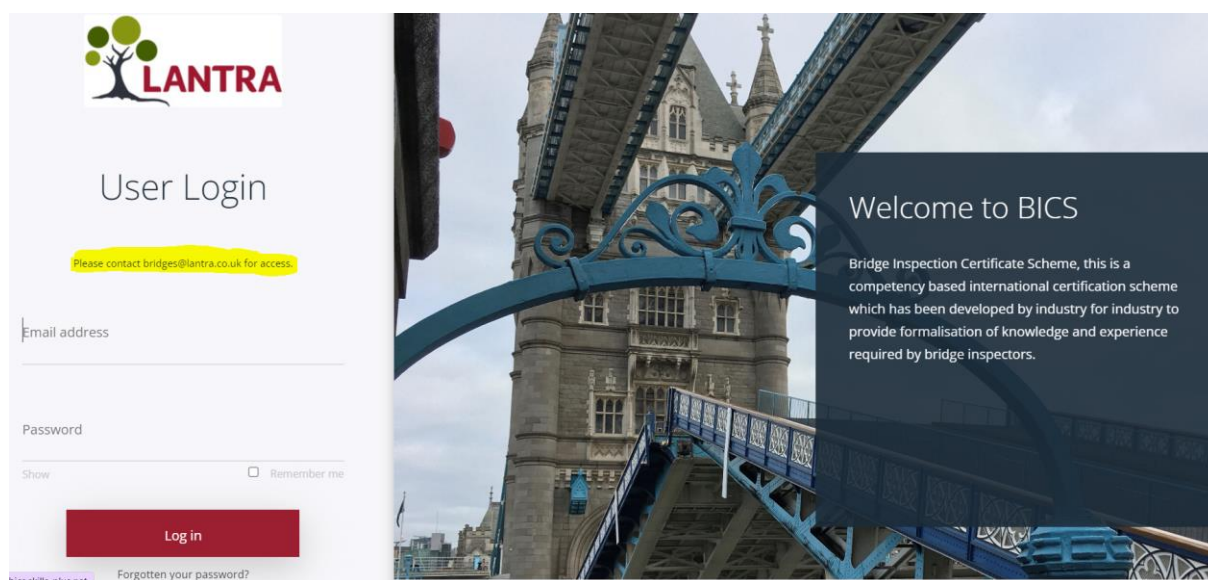 LANTRA
User Login
Please contact bridges@lantra.co.uk for access.
Email address
Password
Show
Remember me
Log in
Forgotten your password?
Welcome to BICS
Bridge Inspection Certificate Scheme, this is a
competency based international certification scheme
which has been developed by industry for industry to
provide formalisation of knowledge and experience
required by bridge inspectors.